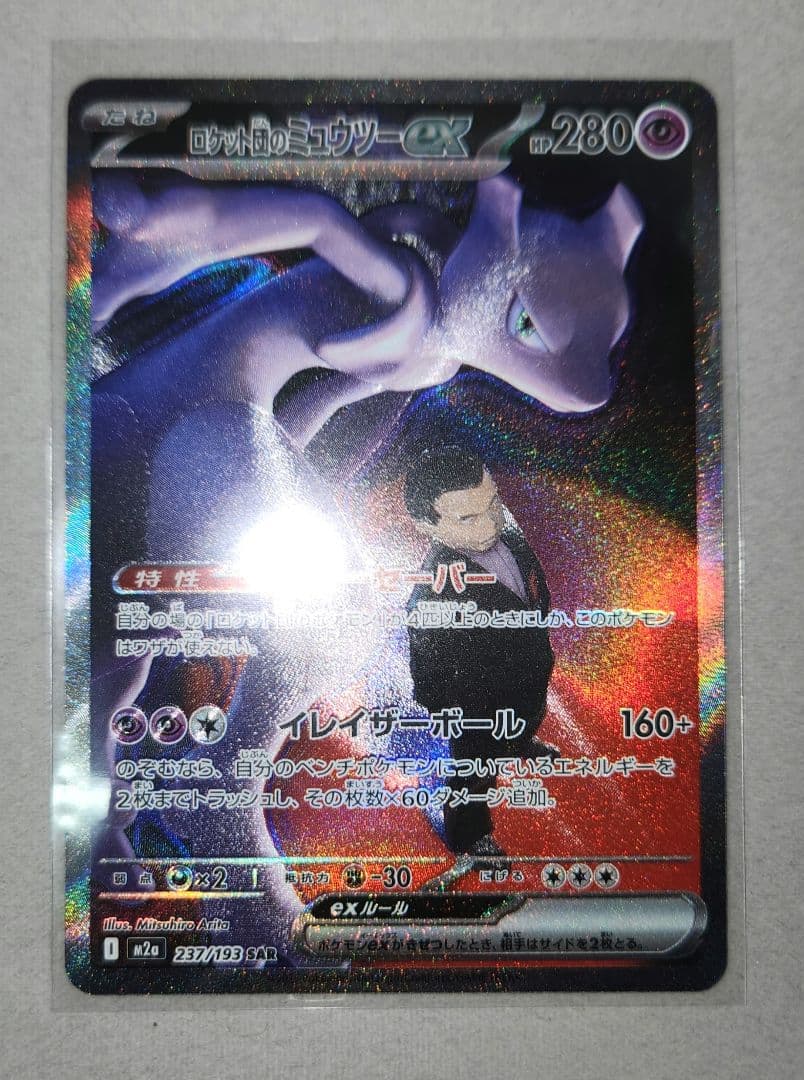 たね ロケット団のミュウツーex HP280
特性 セーバー
自分の場の「ロケット団のポケモン」が4匹以上のときにしか、このポケモン
はワザが使えない。
イレイザーボール 160+
のぞむなら、自分のベンチポケモンについているエネルギーを
2枚までトラッシュし、その枚数×60ダメージ追加。
弱点 ×2 抵抗力 -30 にげる
exルール
ポケモンexがきぜつしたとき、相手はサイドを2枚とる。
Illus. Mitsuhiro Arita
m2a 237/193 SAR